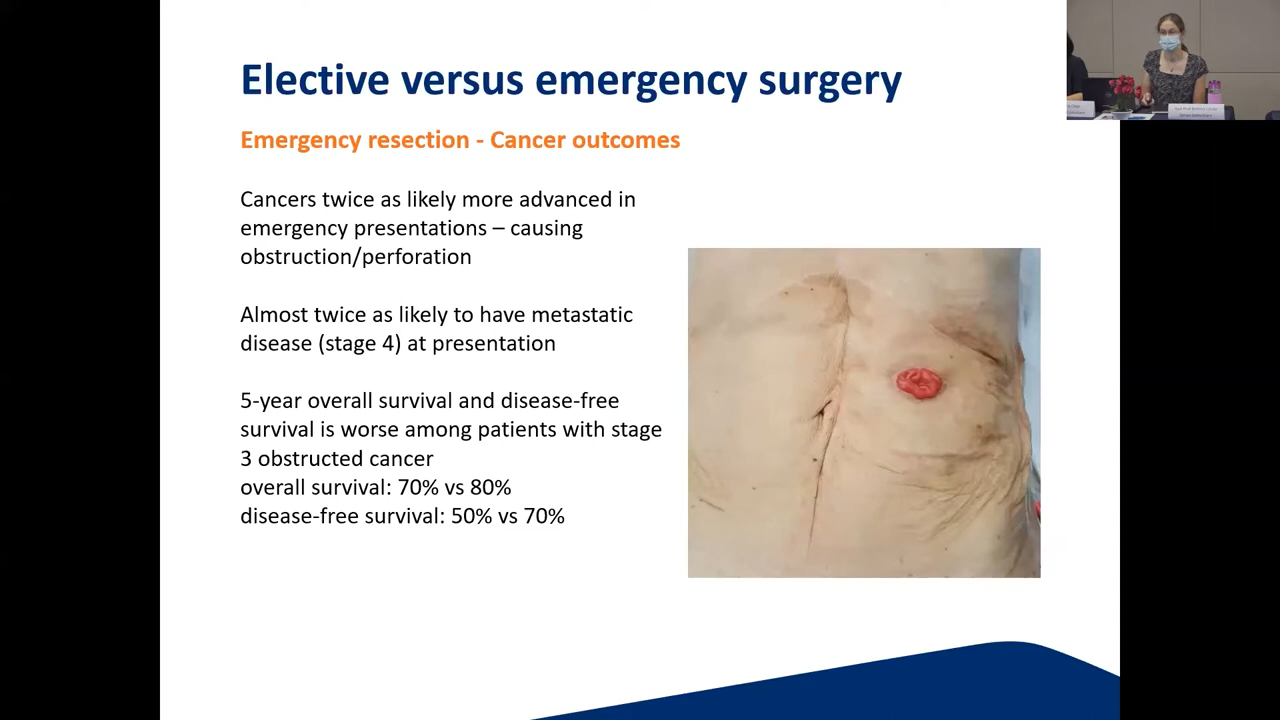 Elective versus emergency surgery
Emergency resection - Cancer outcomes
Cancers twice as likely more advanced in
emergency presentations – causing
obstruction/perforation
Almost twice as likely to have metastatic
disease (stage 4) at presentation
5-year overall survival and disease-free
survival is worse among patients with stage
3 obstructed cancer
overall survival: 70% vs 80%
disease-free survival: 50% vs 70%